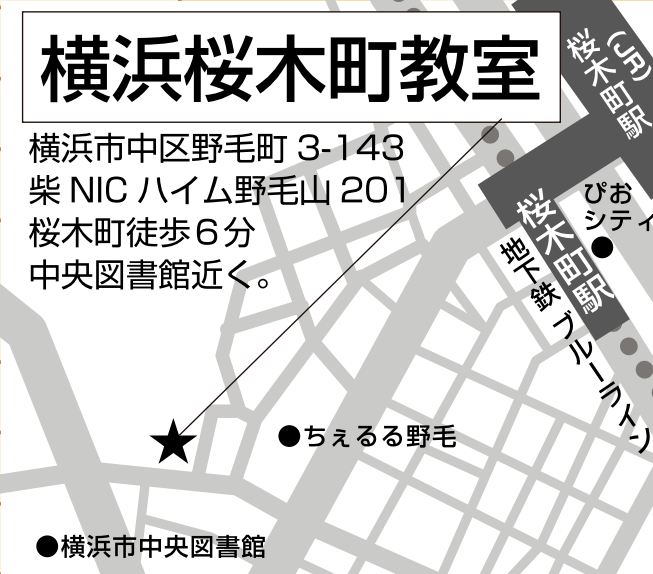 横浜桜木町教室
横浜市中区野毛町 3-143
柴 NIC ハイム野毛山 201
桜木町徒歩6分
中央図書館近く。
(JR)
桜木町駅
桜木町駅
地下鉄 ブルーライン
ぴお
シティ
●
●ちぇるる野毛
●横浜市中央図書館